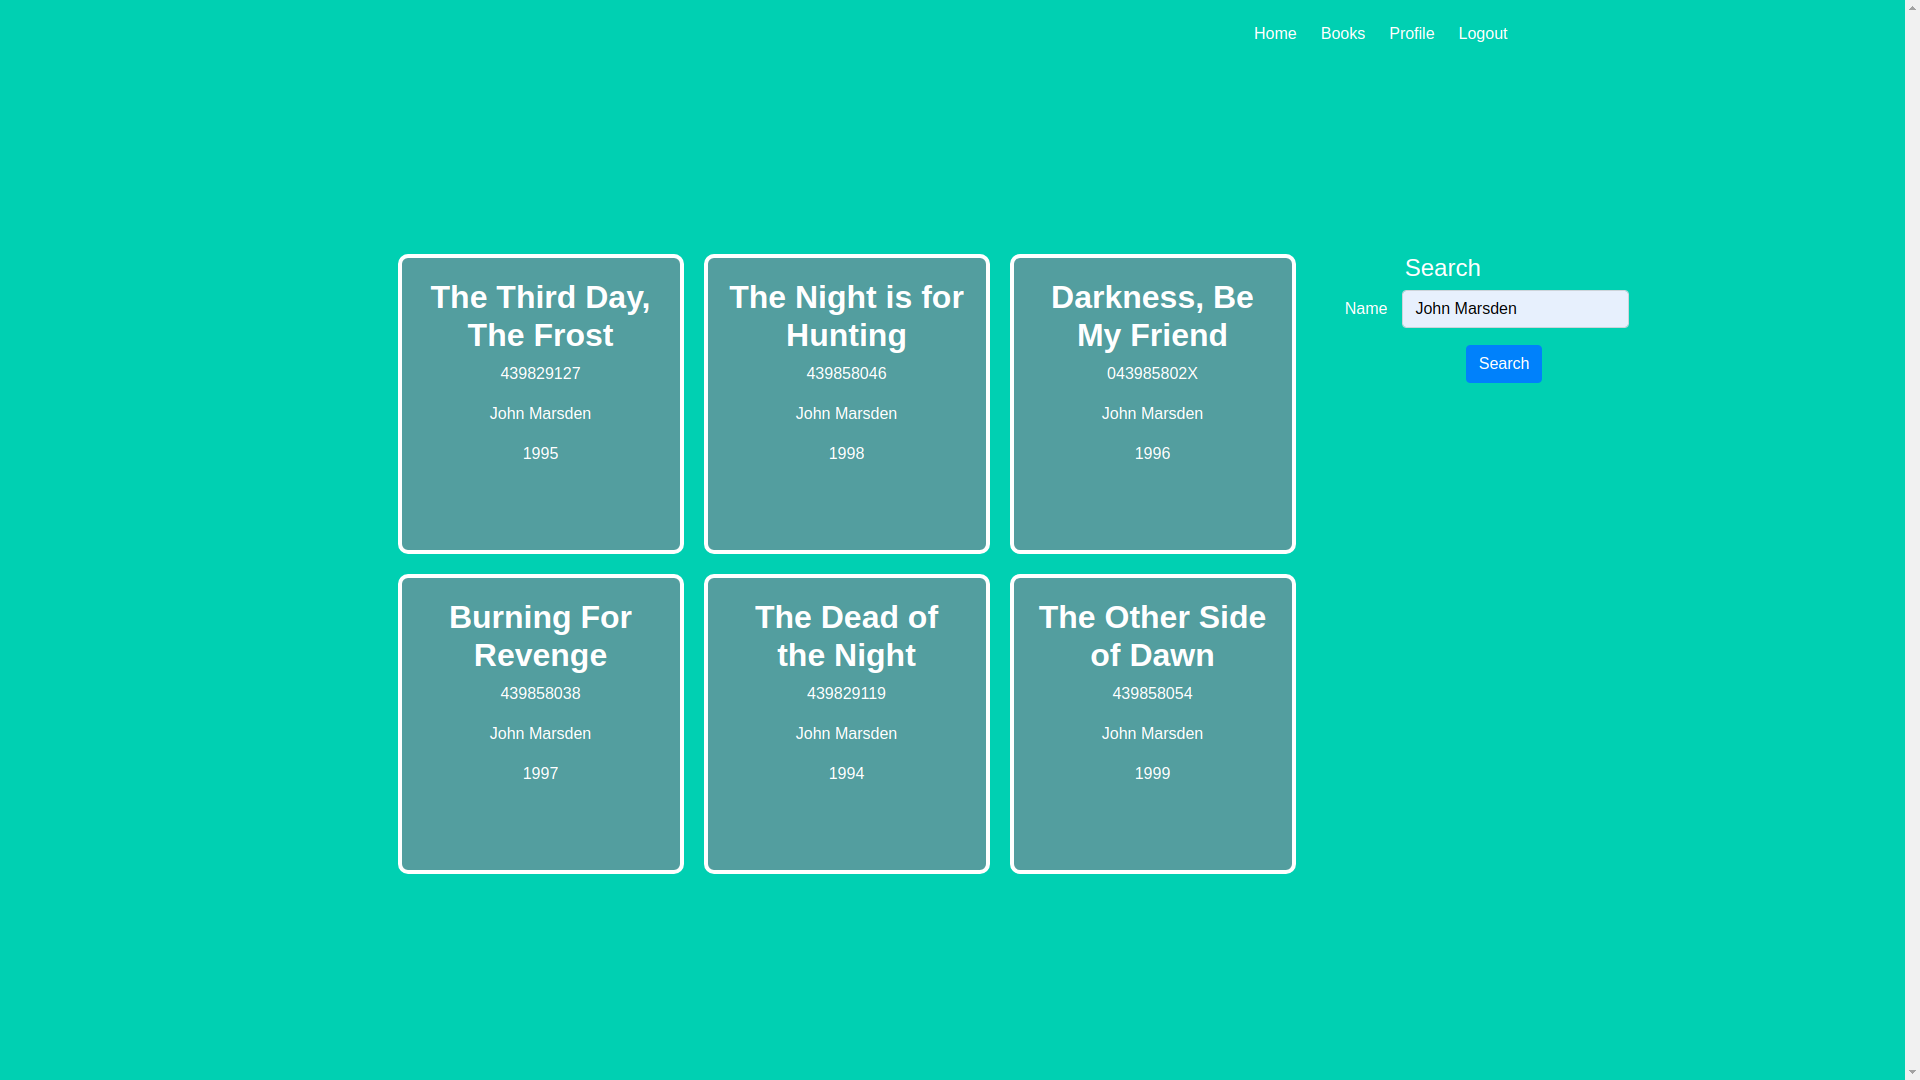 Home Books Profile Logout
The Third Day,
The Frost
439829127
John Marsden
1995
The Night is for
Hunting
439858046
John Marsden
1998
Darkness, Be
My Friend
043985802X
John Marsden
1996
Search
Name John Marsden
Search
Burning For
Revenge
439858038
John Marsden
1997
The Dead of
the Night
439829119
John Marsden
1994
The Other Side
of Dawn
439858054
John Marsden
1999